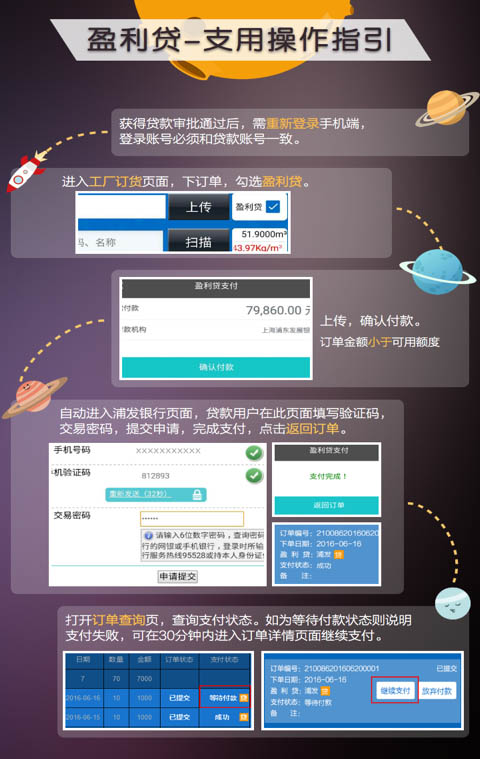 盈利贷-支用操作指引
获得贷款审批通过后，需重新登录手机端，
登录账号必须和贷款账号一致。
进入工厂订货页面，下订单，勾选盈利贷。
上传
盈利贷
码、名称
扫描
51.9000m³
43.97Kg/m³
盈利贷支付
付款
79,860.00 元
款机构
上海浦东发展银
确认付款
上传，确认付款。
订单金额小于可用额度
自动进入浦发银行页面，贷款用户在此页面填写验证码，
交易密码，提交申请，完成支付，点击返回订单。
手机号码
XXXXXXXXXXX
机验证码
812893
重新发送（32秒）
交易密码
······
请输入6位数字密码，查询密码
行的网银或手机银行，登录时所输
行服务热线95528或持本人身份证
申请提交
盈利贷支付
支付完成！
返回订单
订单编号：21008620160620
下单日期：2016-06-16
盈 利 贷：浦发 贷
支付状态：成功
备 注：
打开订单查询页，查询支付状态。如为等待付款状态则说明
支付失败，可在30分钟内进入订单详情页面继续支付。
日期 数量 金额 订单状态 支付状态
7 70 7000
2016-06-16 10 1000 已提交 等待付款 贷
2016-06-15 10 1000 已提交 成功 贷
订单编号：210086201606200001 已提交
下单日期：2016-06-16
盈 利 贷：浦发 贷
支付状态：等待付款
备 注：
继续支付
放弃付款